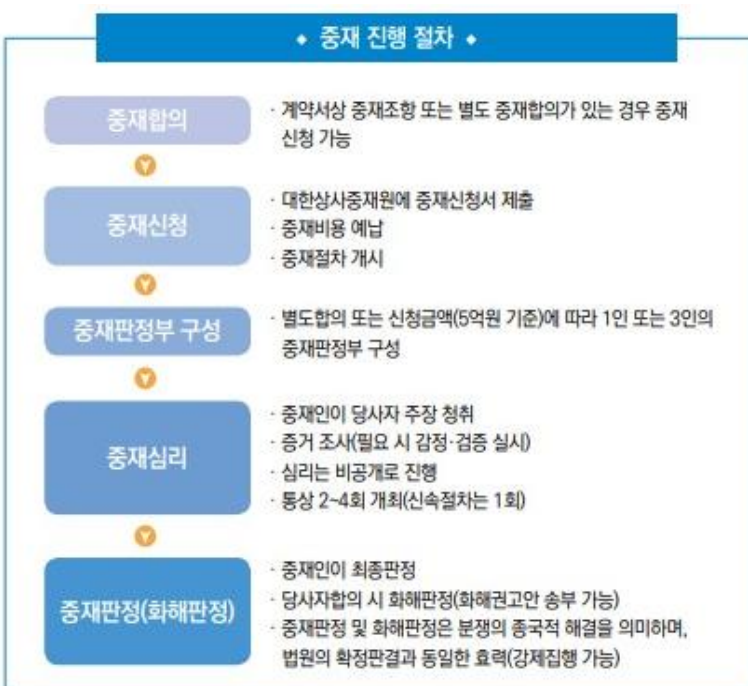 ◆ 중재 진행 절차 ◆
중재합의
· 계약서상 중재조항 또는 별도 중재합의가 있는 경우 중재
신청 가능
중재신청
· 대한상사중재원에 중재신청서 제출
· 중재비용 예납
· 중재절차 개시
중재판정부 구성
· 별도합의 또는 신청금액(5억원 기준)에 따라 1인 또는 3인의
중재판정부 구성
중재심리
· 중재인이 당사자 주장 청취
· 증거 조사(필요 시 감정·검증 실시)
· 심리는 비공개로 진행
· 통상 2~4회 개최(신속절차는 1회)
중재판정(화해판정)
· 중재인이 최종판정
· 당사자합의 시 화해판정(화해권고안 송부 가능)
· 중재판정 및 화해판정은 분쟁의 종국적 해결을 의미하며,
법원의 확정판결과 동일한 효력(강제집행 가능)